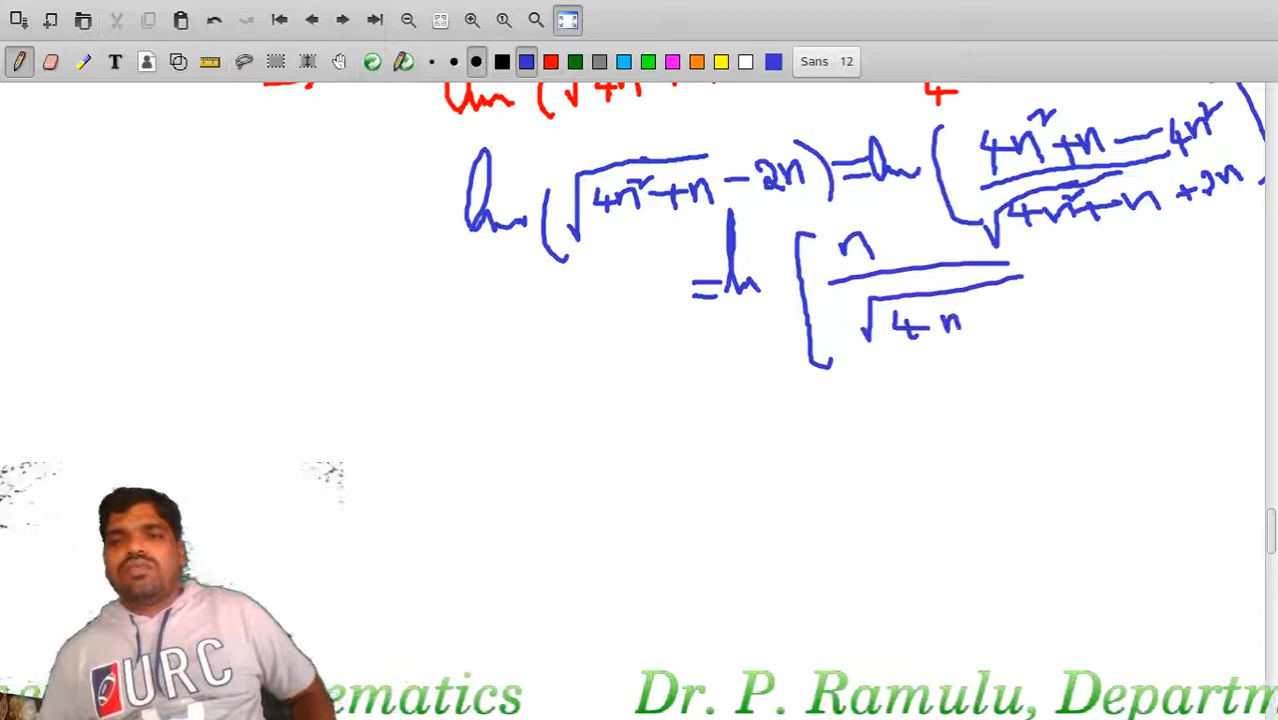 Sans 12
lim (√4n²+n - 2n) = lim (4n²+n - 4n² / √4n²+n + 2n
= lim [ n / √4n
URC
ematics Dr. P. Ramulu, Departm